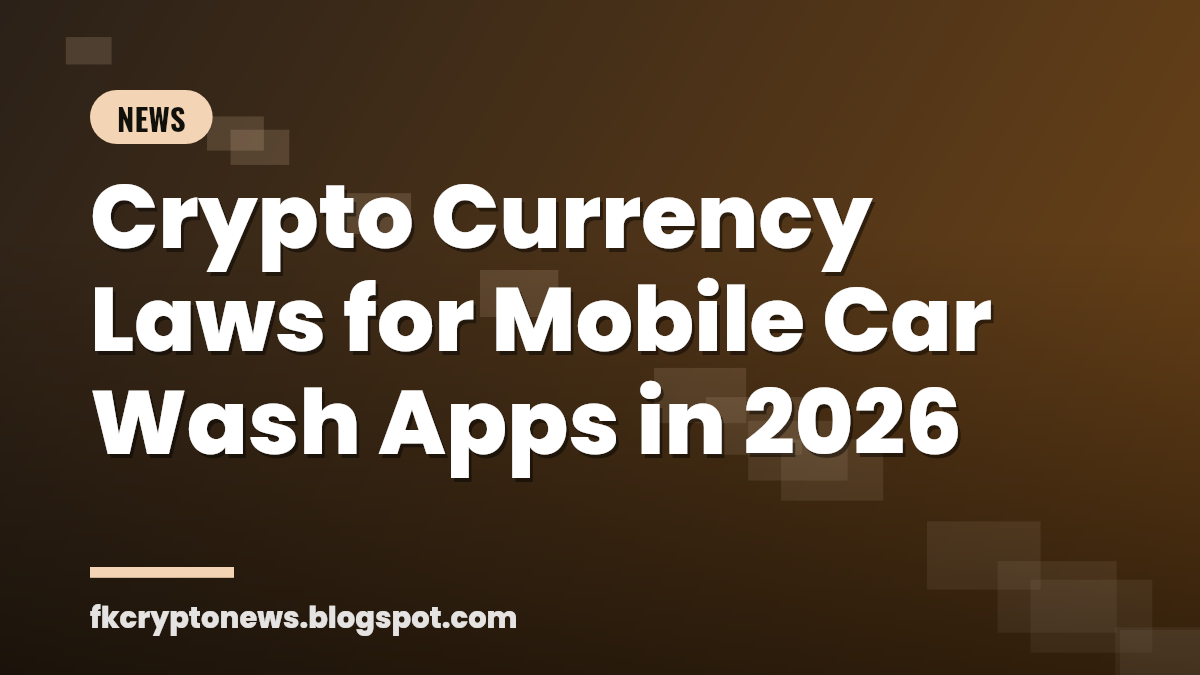 NEWS
Crypto Currency
Laws for Mobile Car
Wash Apps in 2026
fkcryptonews.blogspot.com